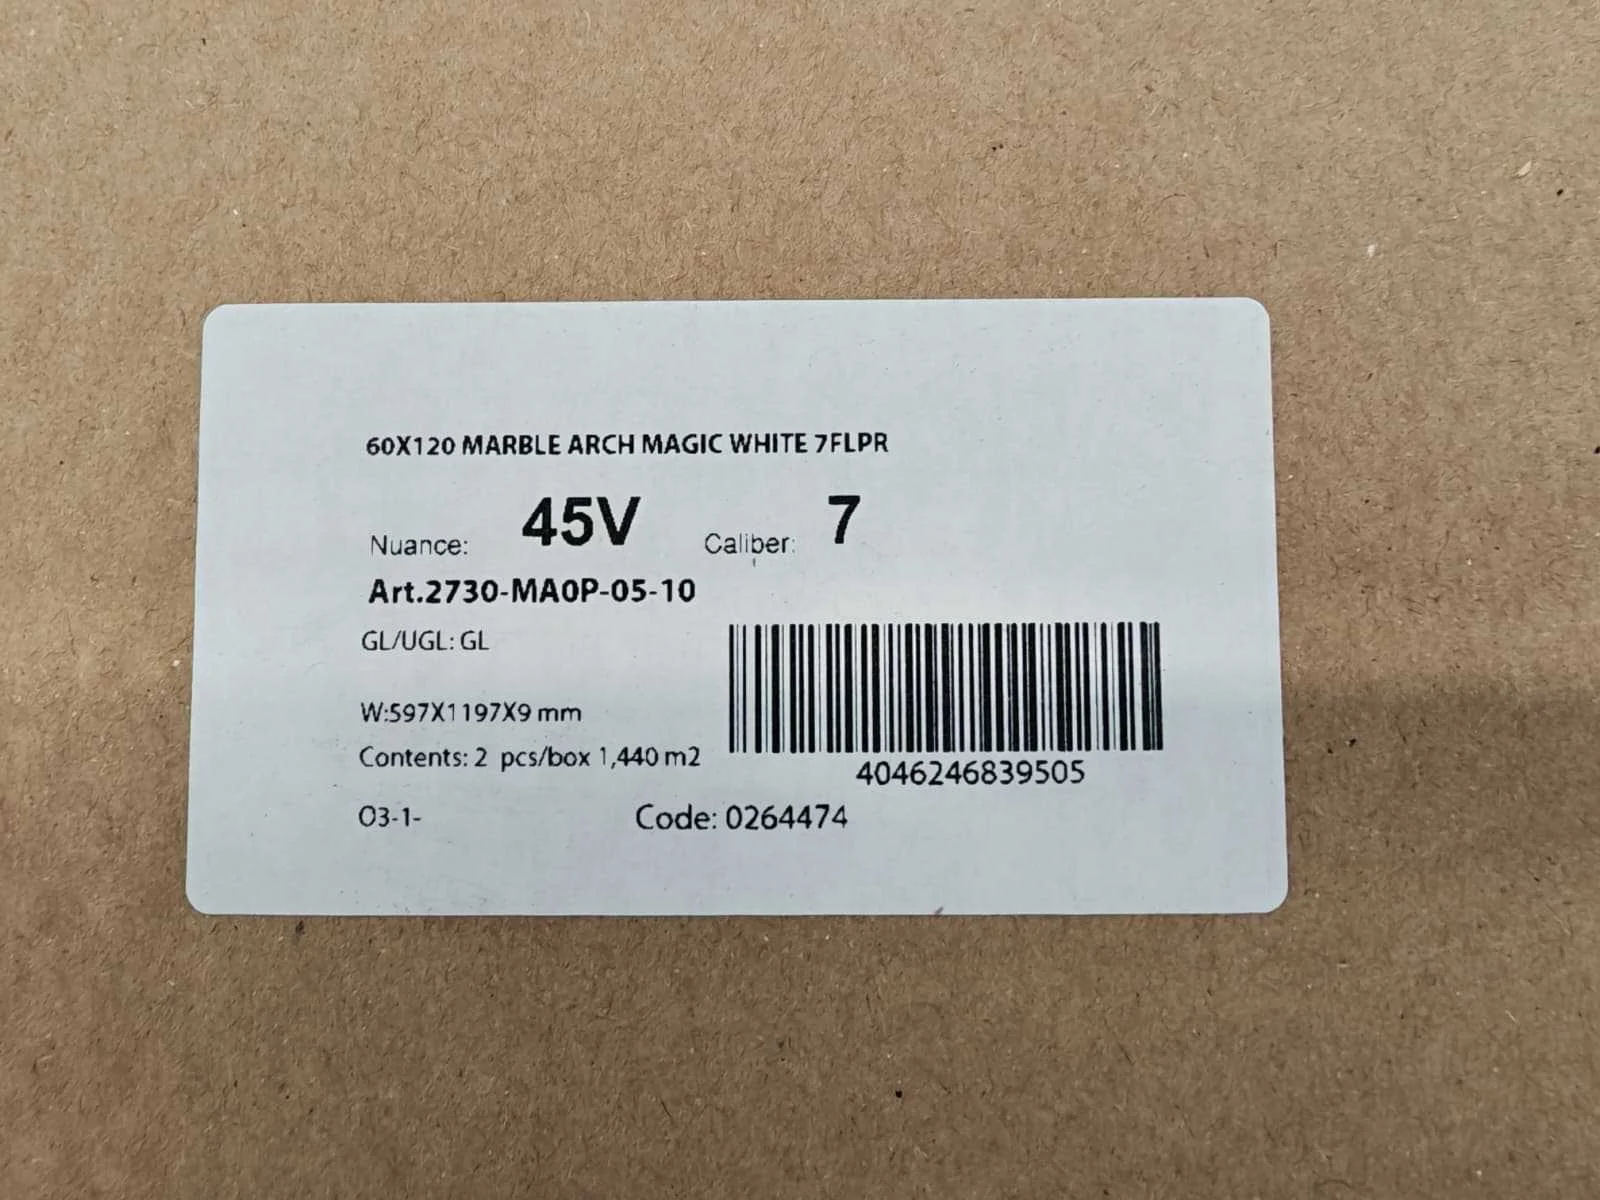 60X120 MARBLE ARCH MAGIC WHITE 7FLPR
Nuance: 45V Caliber: 7
Art.2730-MA0P-05-10
GL/UGL: GL
W:597X1197X9 mm
Contents: 2 pcs/box 1,440 m2
4046246839505
O3-1-
Code: 0264474